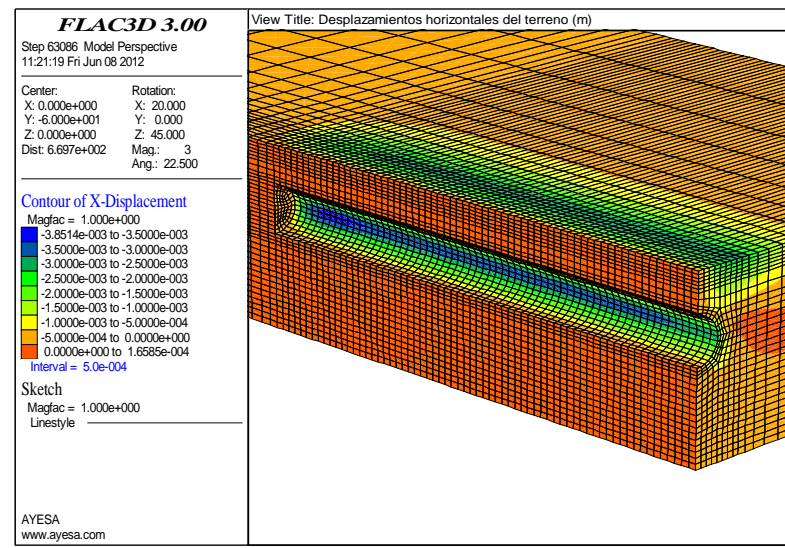 FLAC3D 3.00
Step 63086 Model Perspective
11:21:19 Fri Jun 08 2012
Center:
X: 0.000e+000
Y: -6.000e+001
Z: 0.000e+000
Dist: 6.697e+002
Rotation:
X: 20.000
Y: 0.000
Z: 45.000
Mag.: 3
Ang.: 22.500
Contour of X-Displacement
Magfac = 1.000e+000
-3.8514e-003 to -3.5000e-003
-3.5000e-003 to -3.0000e-003
-3.0000e-003 to -2.5000e-003
-2.5000e-003 to -2.0000e-003
-2.0000e-003 to -1.5000e-003
-1.5000e-003 to -1.0000e-003
-1.0000e-003 to -5.0000e-004
-5.0000e-004 to 0.0000e+000
0.0000e+000 to 1.6585e-004
Interval = 5.0e-004
Sketch
Magfac = 1.000e+000
Linestyle
AYESA
www.ayesa.com
View Title: Desplazamientos horizontales del terreno (m)